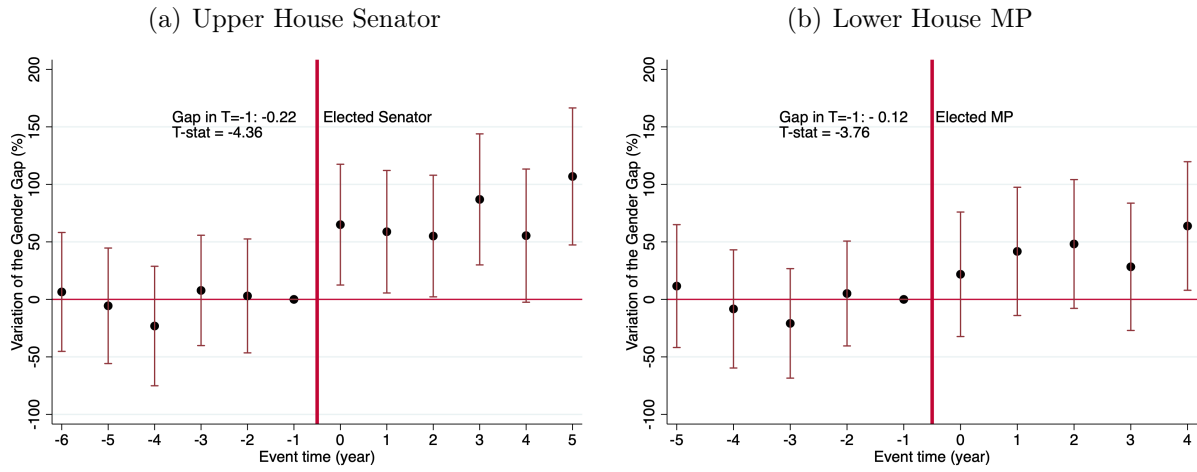 (a) Upper House Senator
Variation of the Gender Gap (%)
200
150
100
50
0
-50
-100
Gap in T=-1: -0.22
T-stat = -4.36
Elected Senator
-6 -5 -4 -3 -2 -1 0 1 2 3 4 5
Event time (year)
(b) Lower House MP
Variation of the Gender Gap (%)
200
150
100
50
0
-50
-100
Gap in T=-1: - 0.12
T-stat = -3.76
Elected MP
-5 -4 -3 -2 -1 0 1 2 3 4
Event time (year)